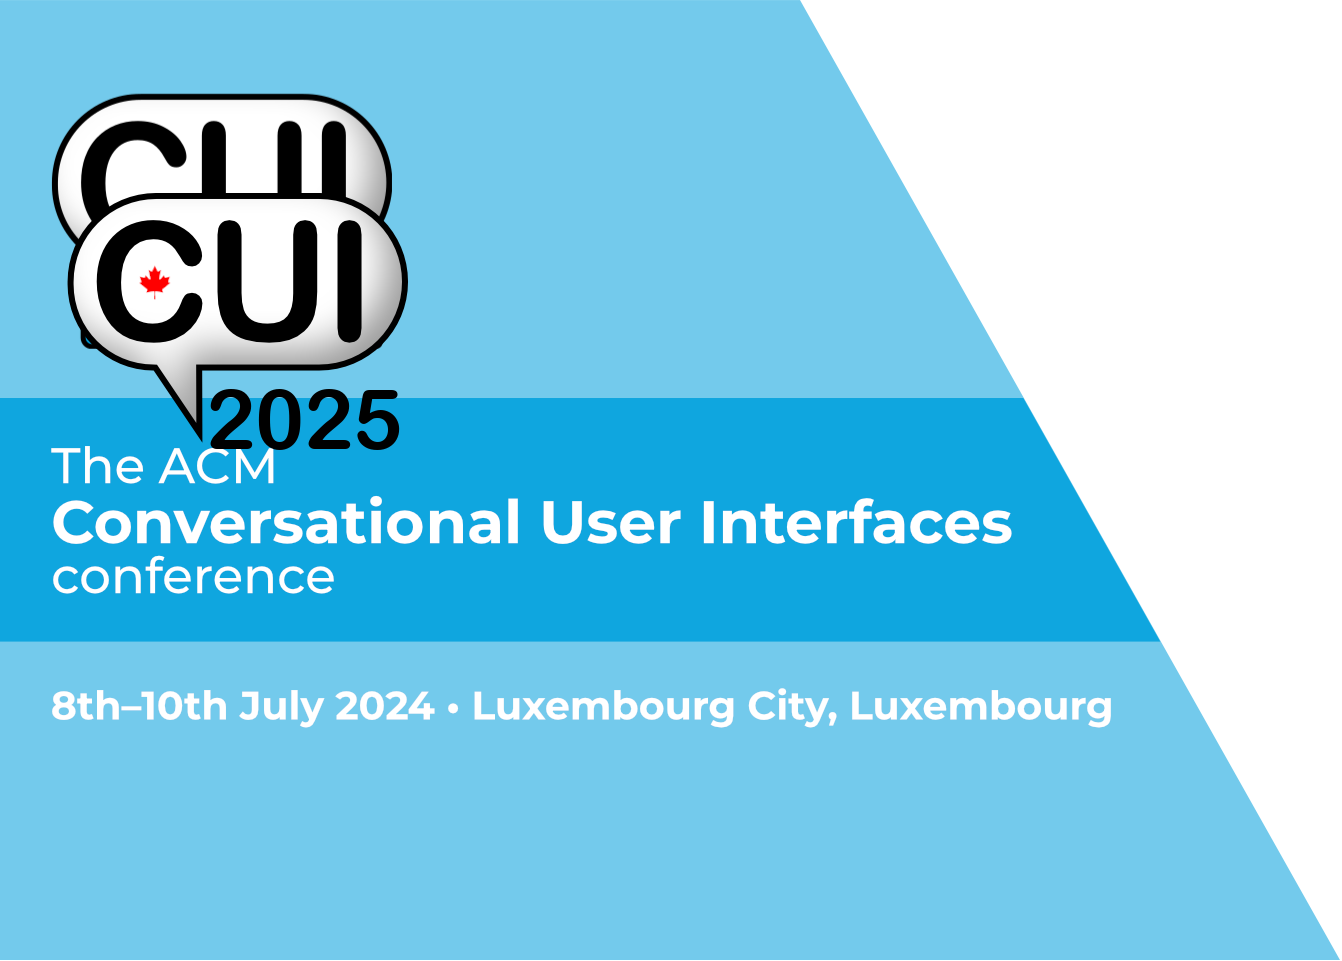 CUI
CUI
2025
The ACM
Conversational User Interfaces
conference
8th–10th July 2024 • Luxembourg City, Luxembourg